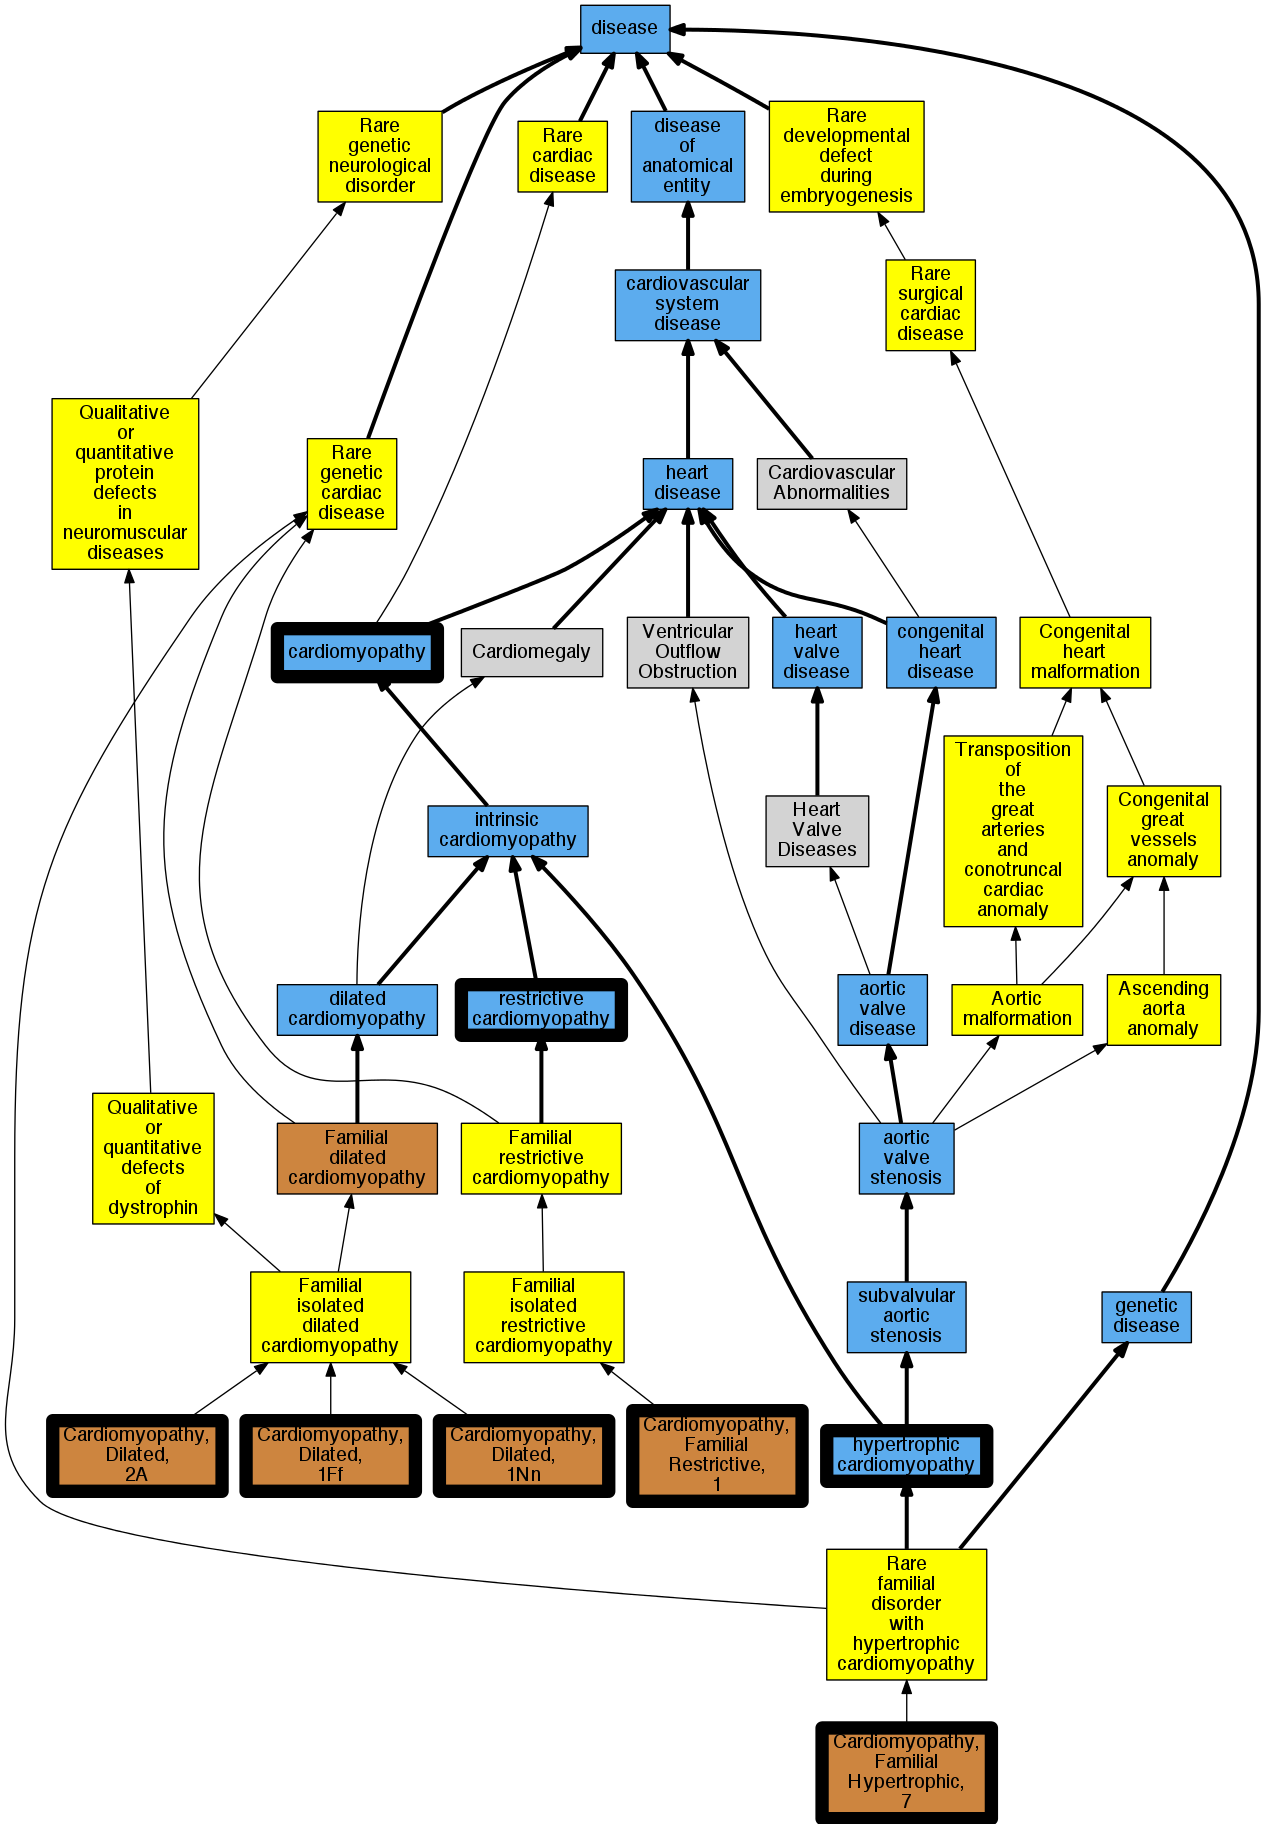 disease
Rare
genetic
neurological
disorder
Rare
cardiac
disease
disease
of
anatomical
entity
Rare
developmental
defect
during
embryogenesis
cardiovascular
system
disease
Rare
surgical
cardiac
disease
Qualitative
or
quantitative
protein
defects
in
neuromuscular
diseases
Rare
genetic
cardiac
disease
heart
disease
Cardiovascular
Abnormalities
cardiomyopathy
Cardiomegaly
Ventricular
Outflow
Obstruction
heart
valve
disease
congenital
heart
disease
Congenital
heart
malformation
intrinsic
cardiomyopathy
Heart
Valve
Diseases
Transposition
of
the
great
arteries
and
conotruncal
cardiac
anomaly
Congenital
great
vessels
anomaly
dilated
cardiomyopathy
restrictive
cardiomyopathy
aortic
valve
disease
Aortic
malformation
Ascending
aorta
anomaly
Qualitative
or
quantitative
defects
of
dystrophin
Familial
dilated
cardiomyopathy
Familial
restrictive
cardiomyopathy
aortic
valve
stenosis
Familial
isolated
dilated
cardiomyopathy
Familial
isolated
restrictive
cardiomyopathy
subvalvular
aortic
stenosis
genetic
disease
Cardiomyopathy,
Dilated,
2A
Cardiomyopathy,
Dilated,
1Ff
Cardiomyopathy,
Dilated,
1Nn
Cardiomyopathy,
Familial
Restrictive,
1
hypertrophic
cardiomyopathy
Rare
familial
disorder
with
hypertrophic
cardiomyopathy
Cardiomyopathy,
Familial
Hypertrophic,
7